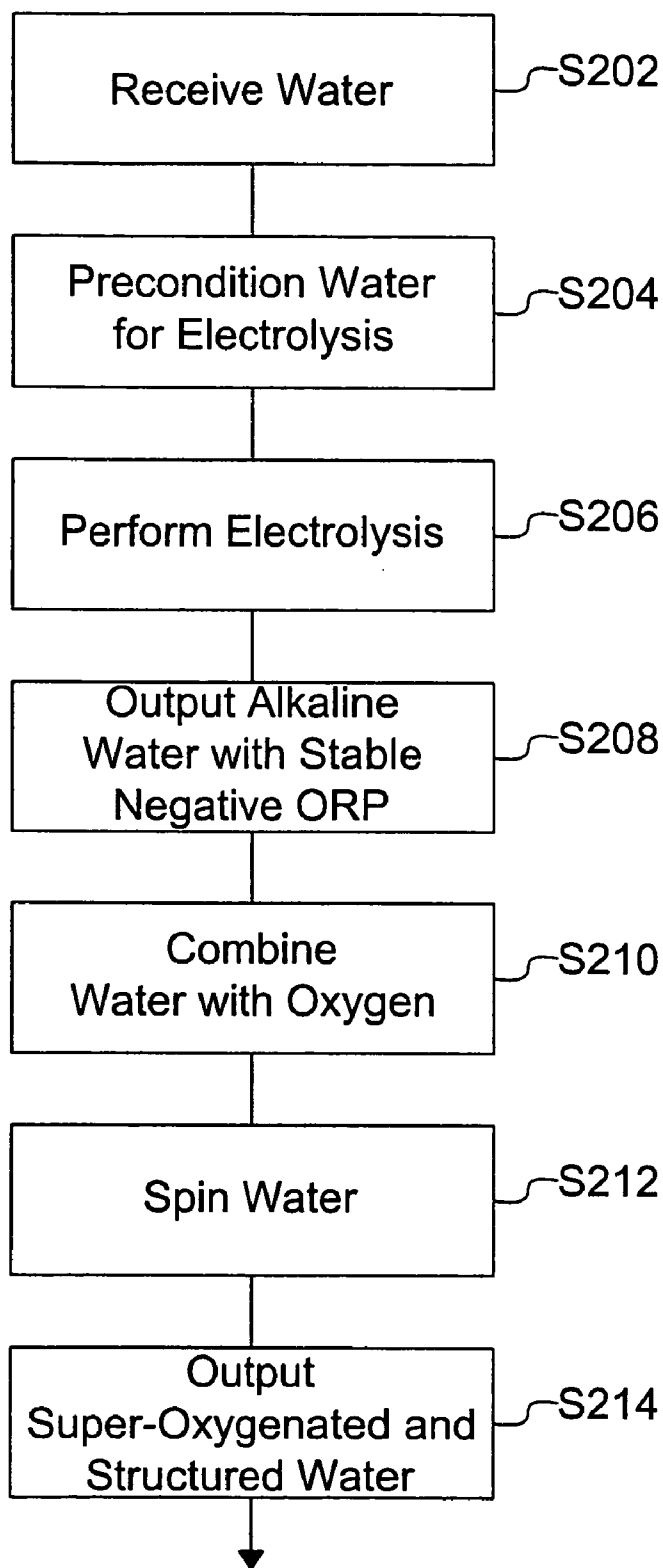 Receive Water
S202
Precondition Water
for Electrolysis
S204
Perform Electrolysis
S206
Output Alkaline
Water with Stable
Negative ORP
S208
Combine
Water with Oxygen
S210
Spin Water
S212
Output
Super-Oxygenated and
Structured Water
S214